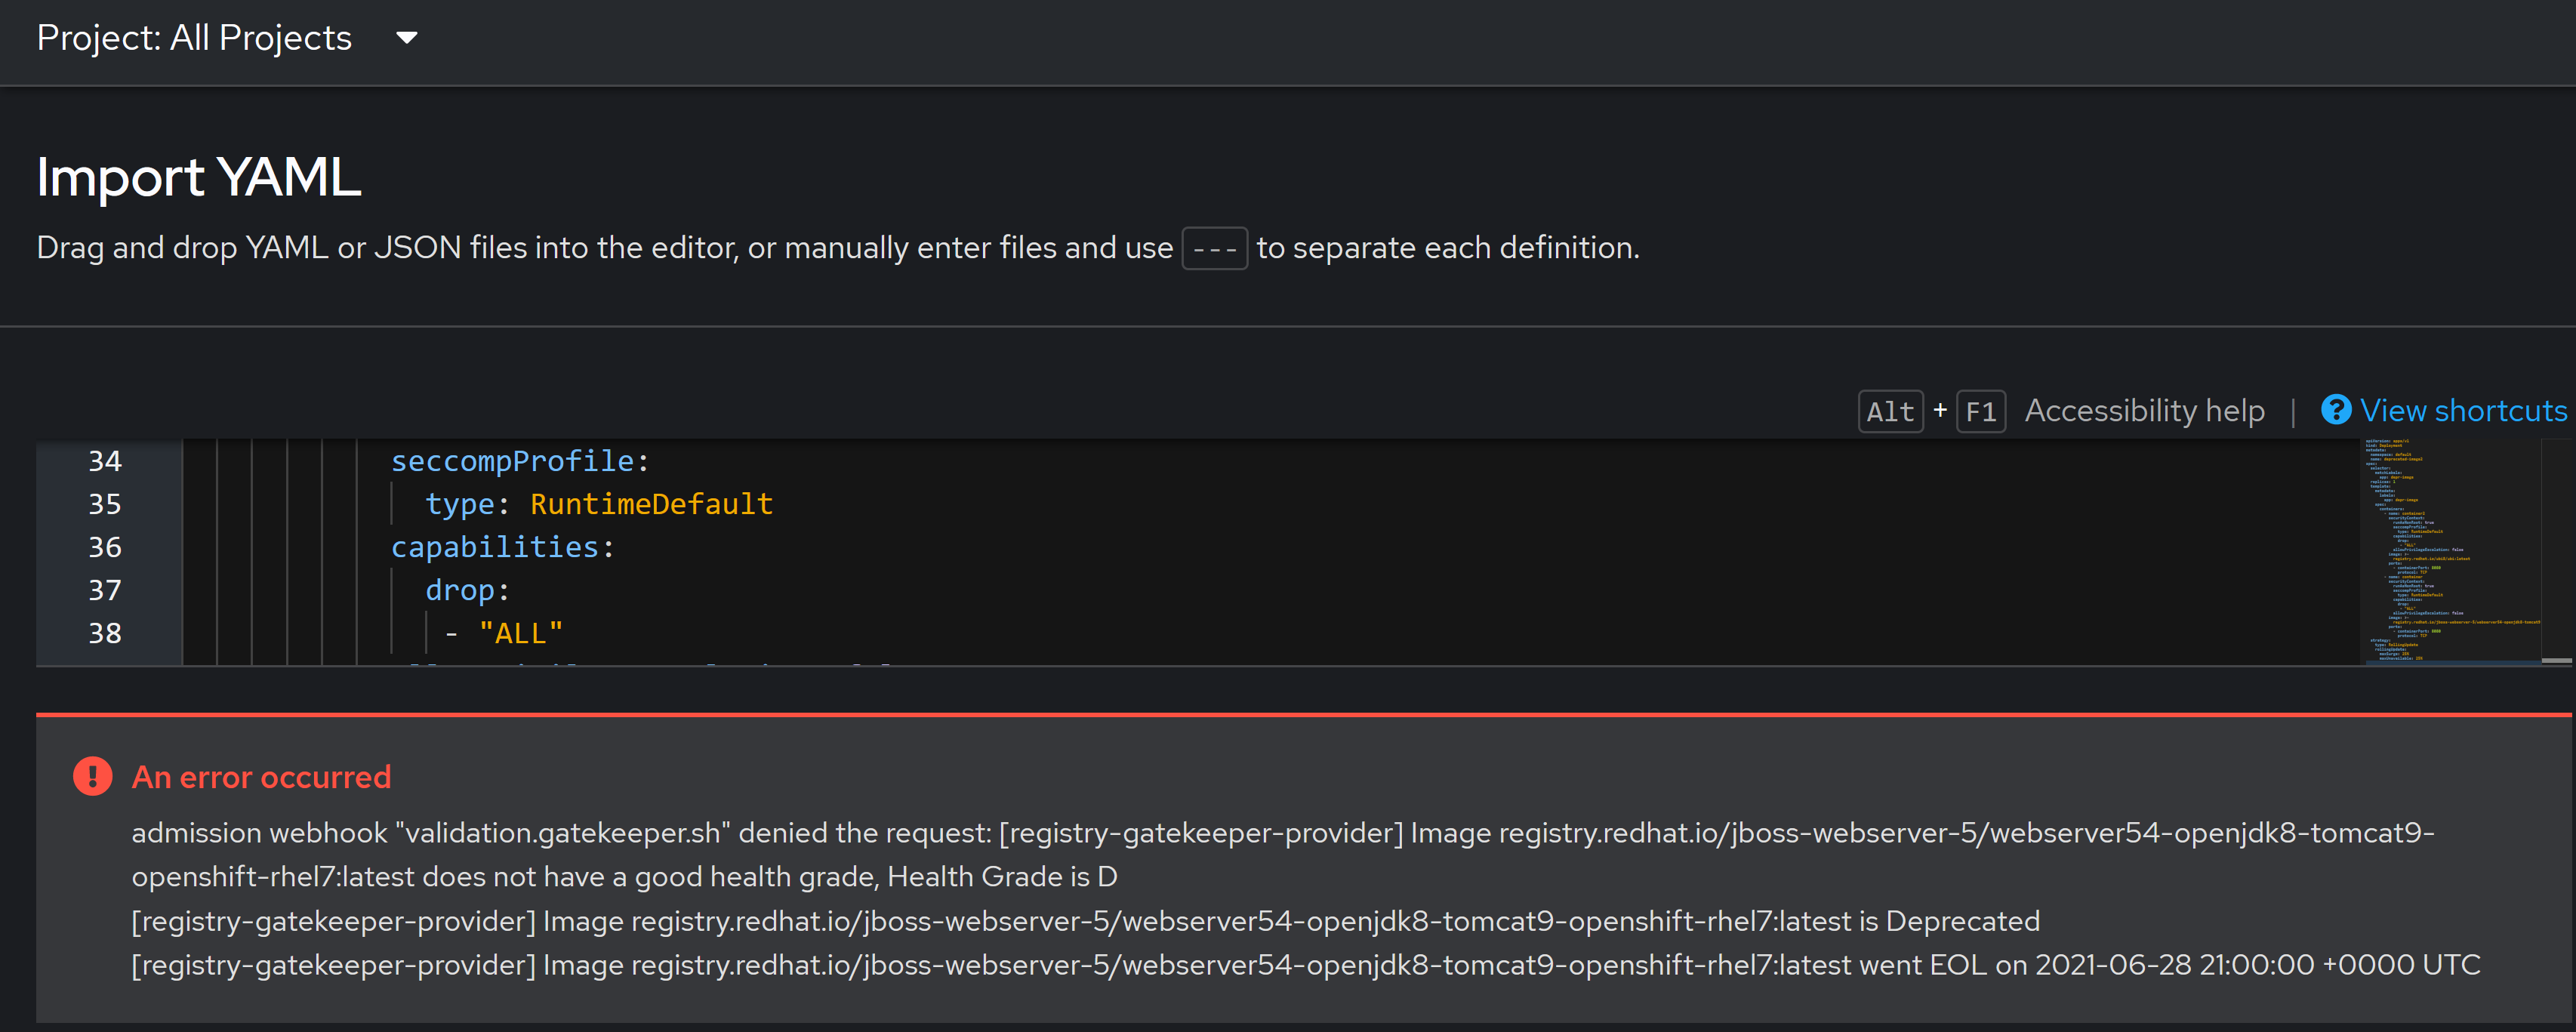 Project: All Projects
Import YAML
Drag and drop YAML or JSON files into the editor, or manually enter files and use --- to separate each definition.
Alt + F1 Accessibility help | View shortcuts
34 seccompProfile:
35 type: RuntimeDefault
36 capabilities:
37 drop:
38 - "ALL"
An error occurred
admission webhook "validation.gatekeeper.sh" denied the request: [registry-gatekeeper-provider] Image registry.redhat.io/jboss-webserver-5/webserver54-openjdk8-tomcat9-
openshift-rhel7:latest does not have a good health grade, Health Grade is D
[registry-gatekeeper-provider] Image registry.redhat.io/jboss-webserver-5/webserver54-openjdk8-tomcat9-openshift-rhel7:latest is Deprecated
[registry-gatekeeper-provider] Image registry.redhat.io/jboss-webserver-5/webserver54-openjdk8-tomcat9-openshift-rhel7:latest went EOL on 2021-06-28 21:00:00 +0000 UTC